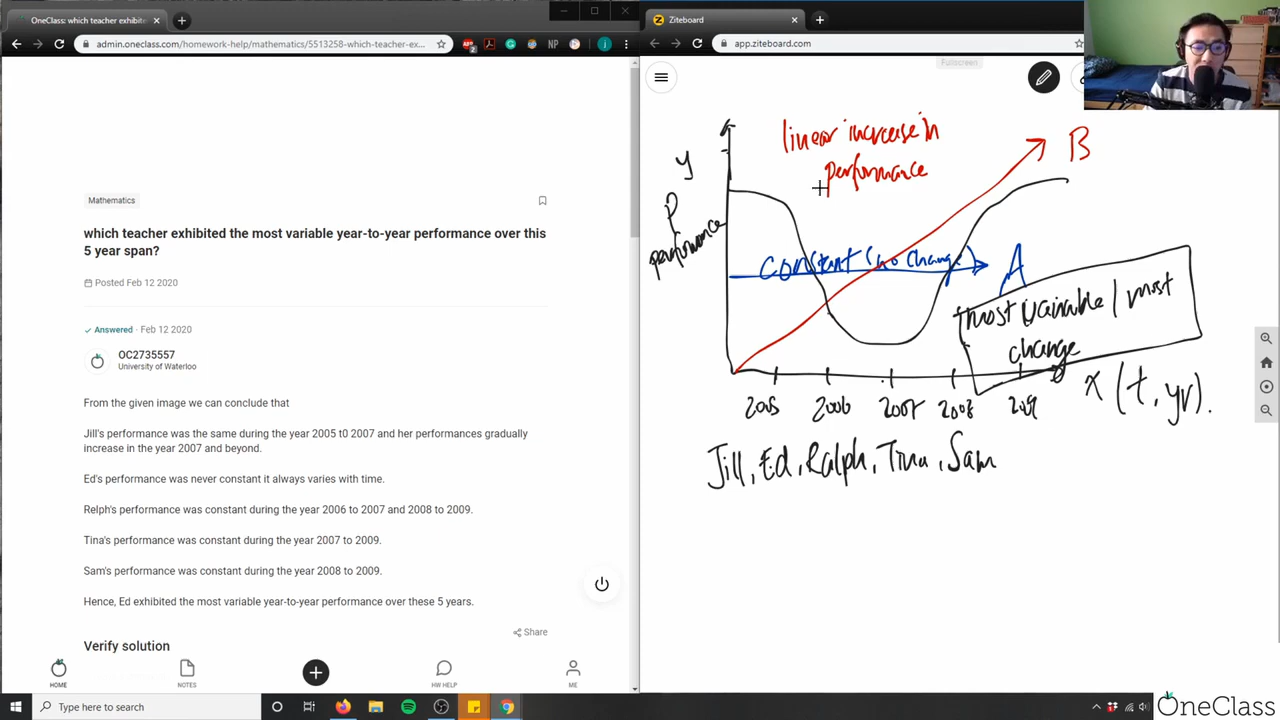 OneClass: which teacher exhibite
admin.oneclass.com/homework-help/mathematics/5513258-which-teacher-ex...
Mathematics
which teacher exhibited the most variable year-to-year performance over this
5 year span?
Posted Feb 12 2020
Answered Feb 12 2020
OC2735557
University of Waterloo
From the given image we can conclude that
Jill's performance was the same during the year 2005 t0 2007 and her performances gradually
increase in the year 2007 and beyond.
Ed's performance was never constant it always varies with time.
Relph's performance was constant during the year 2006 to 2007 and 2008 to 2009.
Tina's performance was constant during the year 2007 to 2009.
Sam's performance was constant during the year 2008 to 2009.
Hence, Ed exhibited the most variable year-to-year performance over these 5 years.
Share
Verify solution
HOME
NOTES
HW HELP
ME
Type here to search
Ziteboard
app.ziteboard.com
Fullscreen
linear increase in
performance
B
y
P
performance
constant (no change)
A
most variable / most
change
2005 2006 2007 2008 2009
x (t, yr).
Jill, Ed, Ralph, Tina, Sam
OneClass